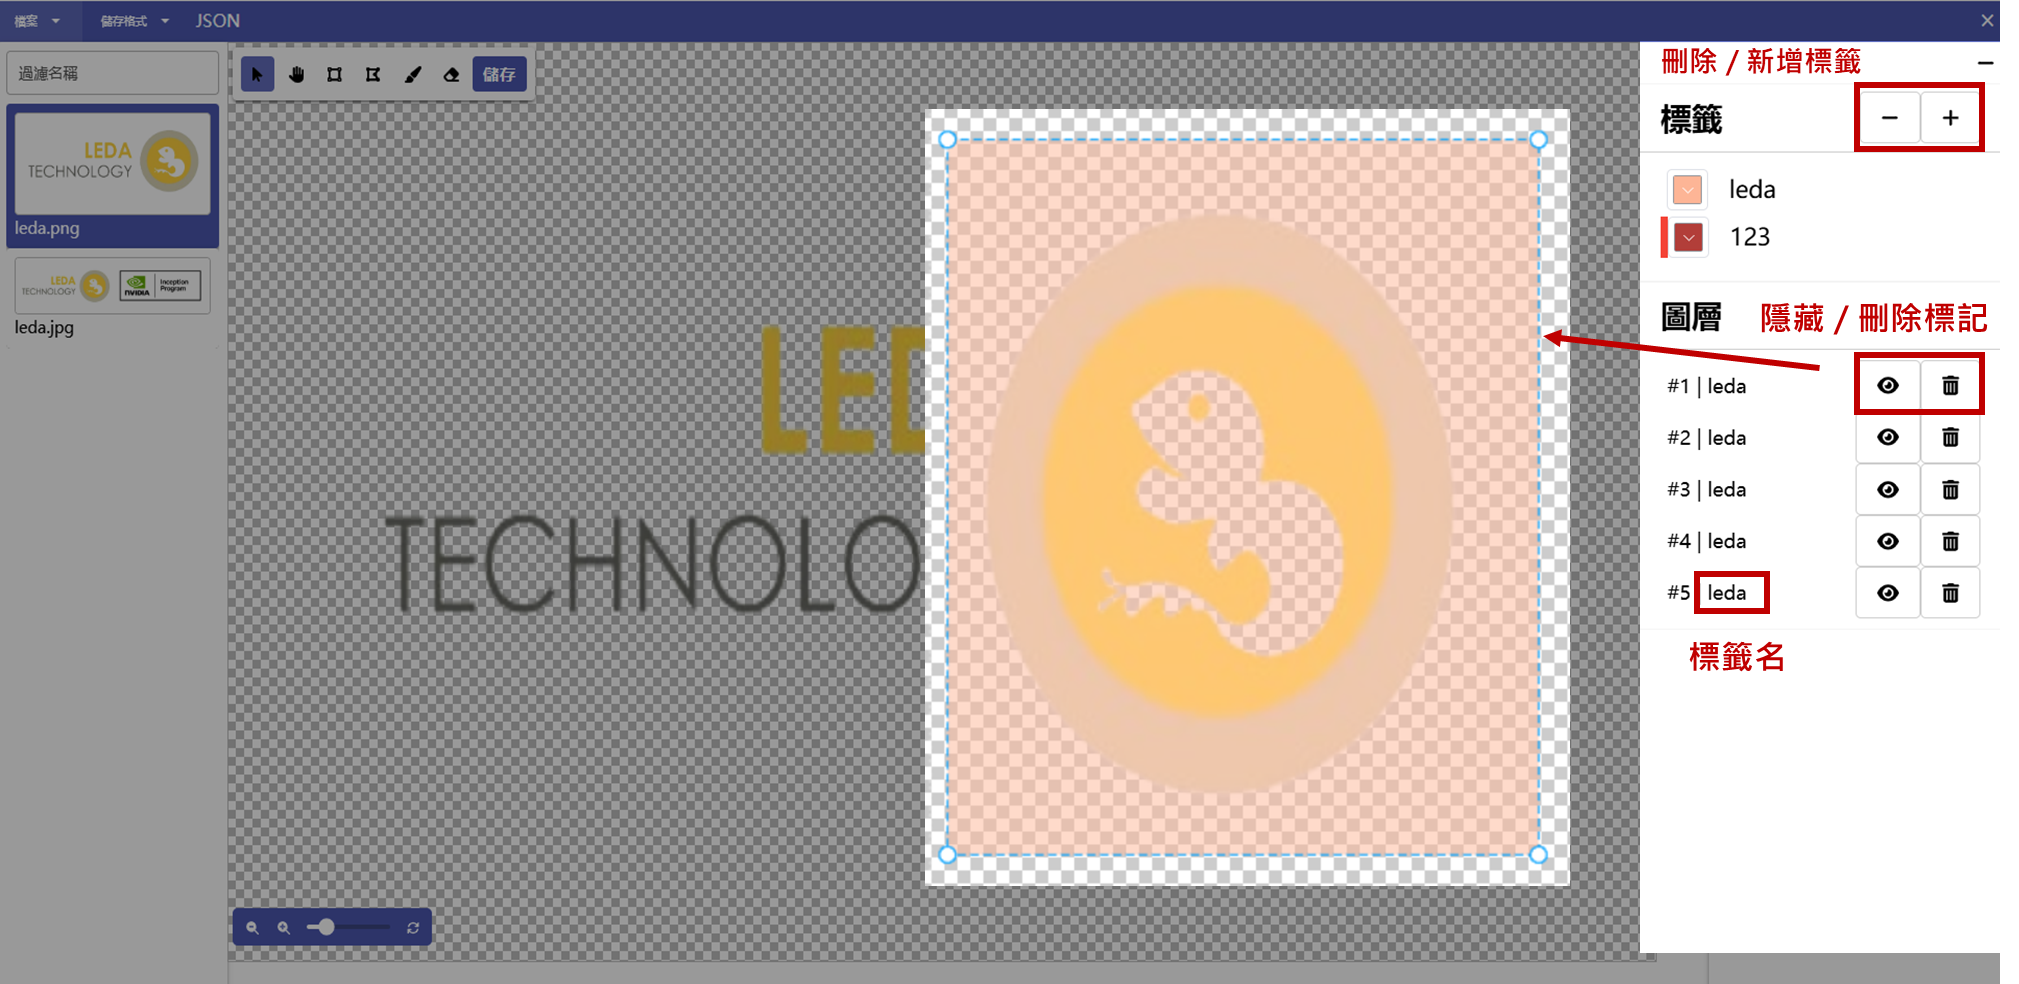 檔案
儲存格式
JSON
過濾名稱
LEDA
TECHNOLOGY
leda.png
LEDA
TECHNOLOGY
NVIDIA
Inception
Program
leda.jpg
儲存
LED
TECHNOLO
刪除 / 新增標籤
標籤
leda
123
圖層
隱藏 / 刪除標記
#1 | leda
#2 | leda
#3 | leda
#4 | leda
#5 leda
標籤名